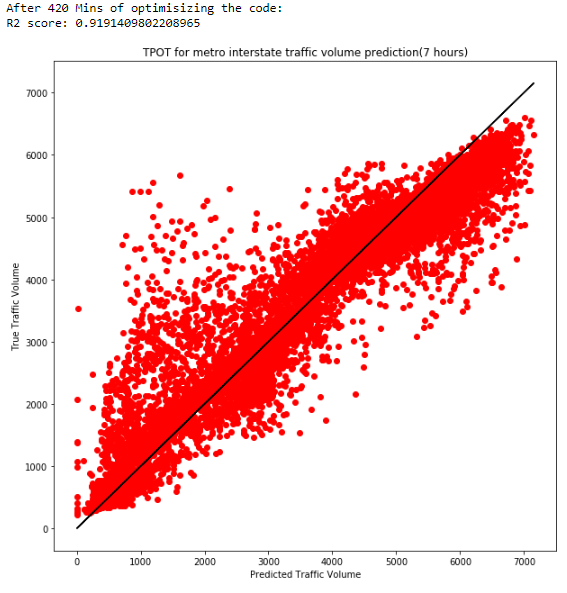 After 420 Mins of optimisizing the code:
R2 score: 0.9191409802208965
TPOT for metro interstate traffic volume prediction(7 hours)
7000
6000
5000
4000
3000
2000
1000
0
True Traffic Volume
0 1000 2000 3000 4000 5000 6000 7000
Predicted Traffic Volume